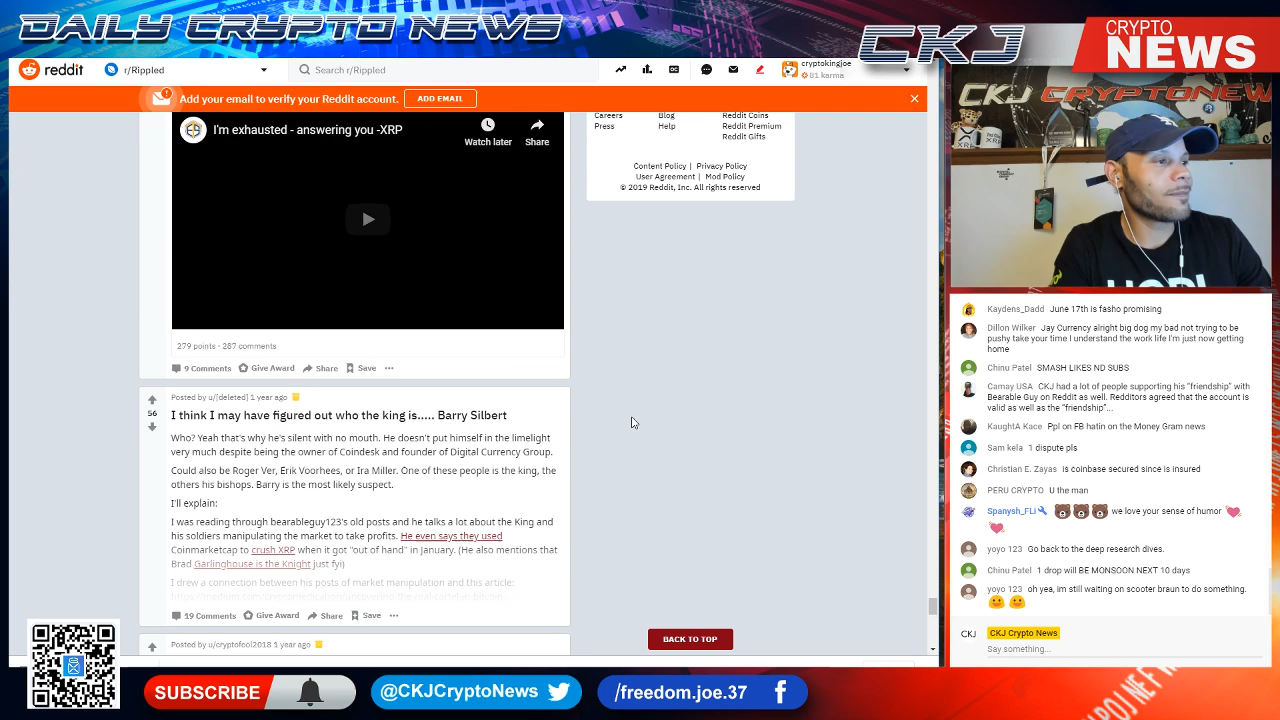 DAILY CRYPTO NEWS
CKJ
CRYPTO
NEWS
reddit
r/Rippled
Search r/Rippled
cryptokingjoe
81 karma
Add your email to verify your Reddit account.
ADD EMAIL
I'm exhausted - answering you -XRP
Watch later
Share
279 points · 287 comments
9 Comments
Give Award
Share
Save
Careers
Blog
Reddit Coins
Press
Help
Reddit Premium
Reddit Gifts
Content Policy | Privacy Policy
User Agreement | Mod Policy
© 2019 Reddit, Inc. All rights reserved
Posted by u/[deleted] 1 year ago
56
I think I may have figured out who the king is..... Barry Silbert
Who? Yeah that's why he's silent with no mouth. He doesn't put himself in the limelight
very much despite being the owner of Coindesk and founder of Digital Currency Group.
Could also be Roger Ver, Erik Voorhees, or Ira Miller. One of these people is the king, the
others his bishops. Barry is the most likely suspect.
I'll explain:
I was reading through bearableguy123's old posts and he talks a lot about the King and
his soldiers manipulating the market to take profits. He even says they used
Coinmarketcap to crush XRP when it got "out of hand" in January. (He also mentions that
Brad Garlinghouse is the Knight just fyi)
I drew a connection between his posts of market manipulation and this article:
https://medium.com/cryptomedication/uncovering-the-real-cartel-in-bitcoin
19 Comments
Give Award
Share
Save
Posted by u/cryptofool2018 1 year ago
BACK TO TOP
CKJ CRYPTONEW
Kaydens_Dadd June 17th is fasho promising
Dillon Wilker Jay Currency alright big dog my bad not trying to
be pushy take your time I understand the work life I'm just now getting
home
Chinu Patel SMASH LIKES ND SUBS
Camay USA CKJ had a lot of people supporting his "friendship" with
Bearable Guy on Reddit as well. Redditors agreed that the account is
valid as well as the "friendship"...
KaughtA Kace Ppl on FB hatin on the Money Gram news
Sam kela 1 dispute pls
Christian E. Zayas is coinbase secured since is insured
PERU CRYPTO U the man
Spanysh_FLi we love your sense of humor
yoyo 123 Go back to the deep research dives.
Chinu Patel 1 drop will BE MONSOON NEXT 10 days
yoyo 123 oh yea, im still waiting on scooter braun to do something.
CKJ
CKJ Crypto News
Say something...
SUBSCRIBE
@CKJCryptoNews
/freedom.joe.37